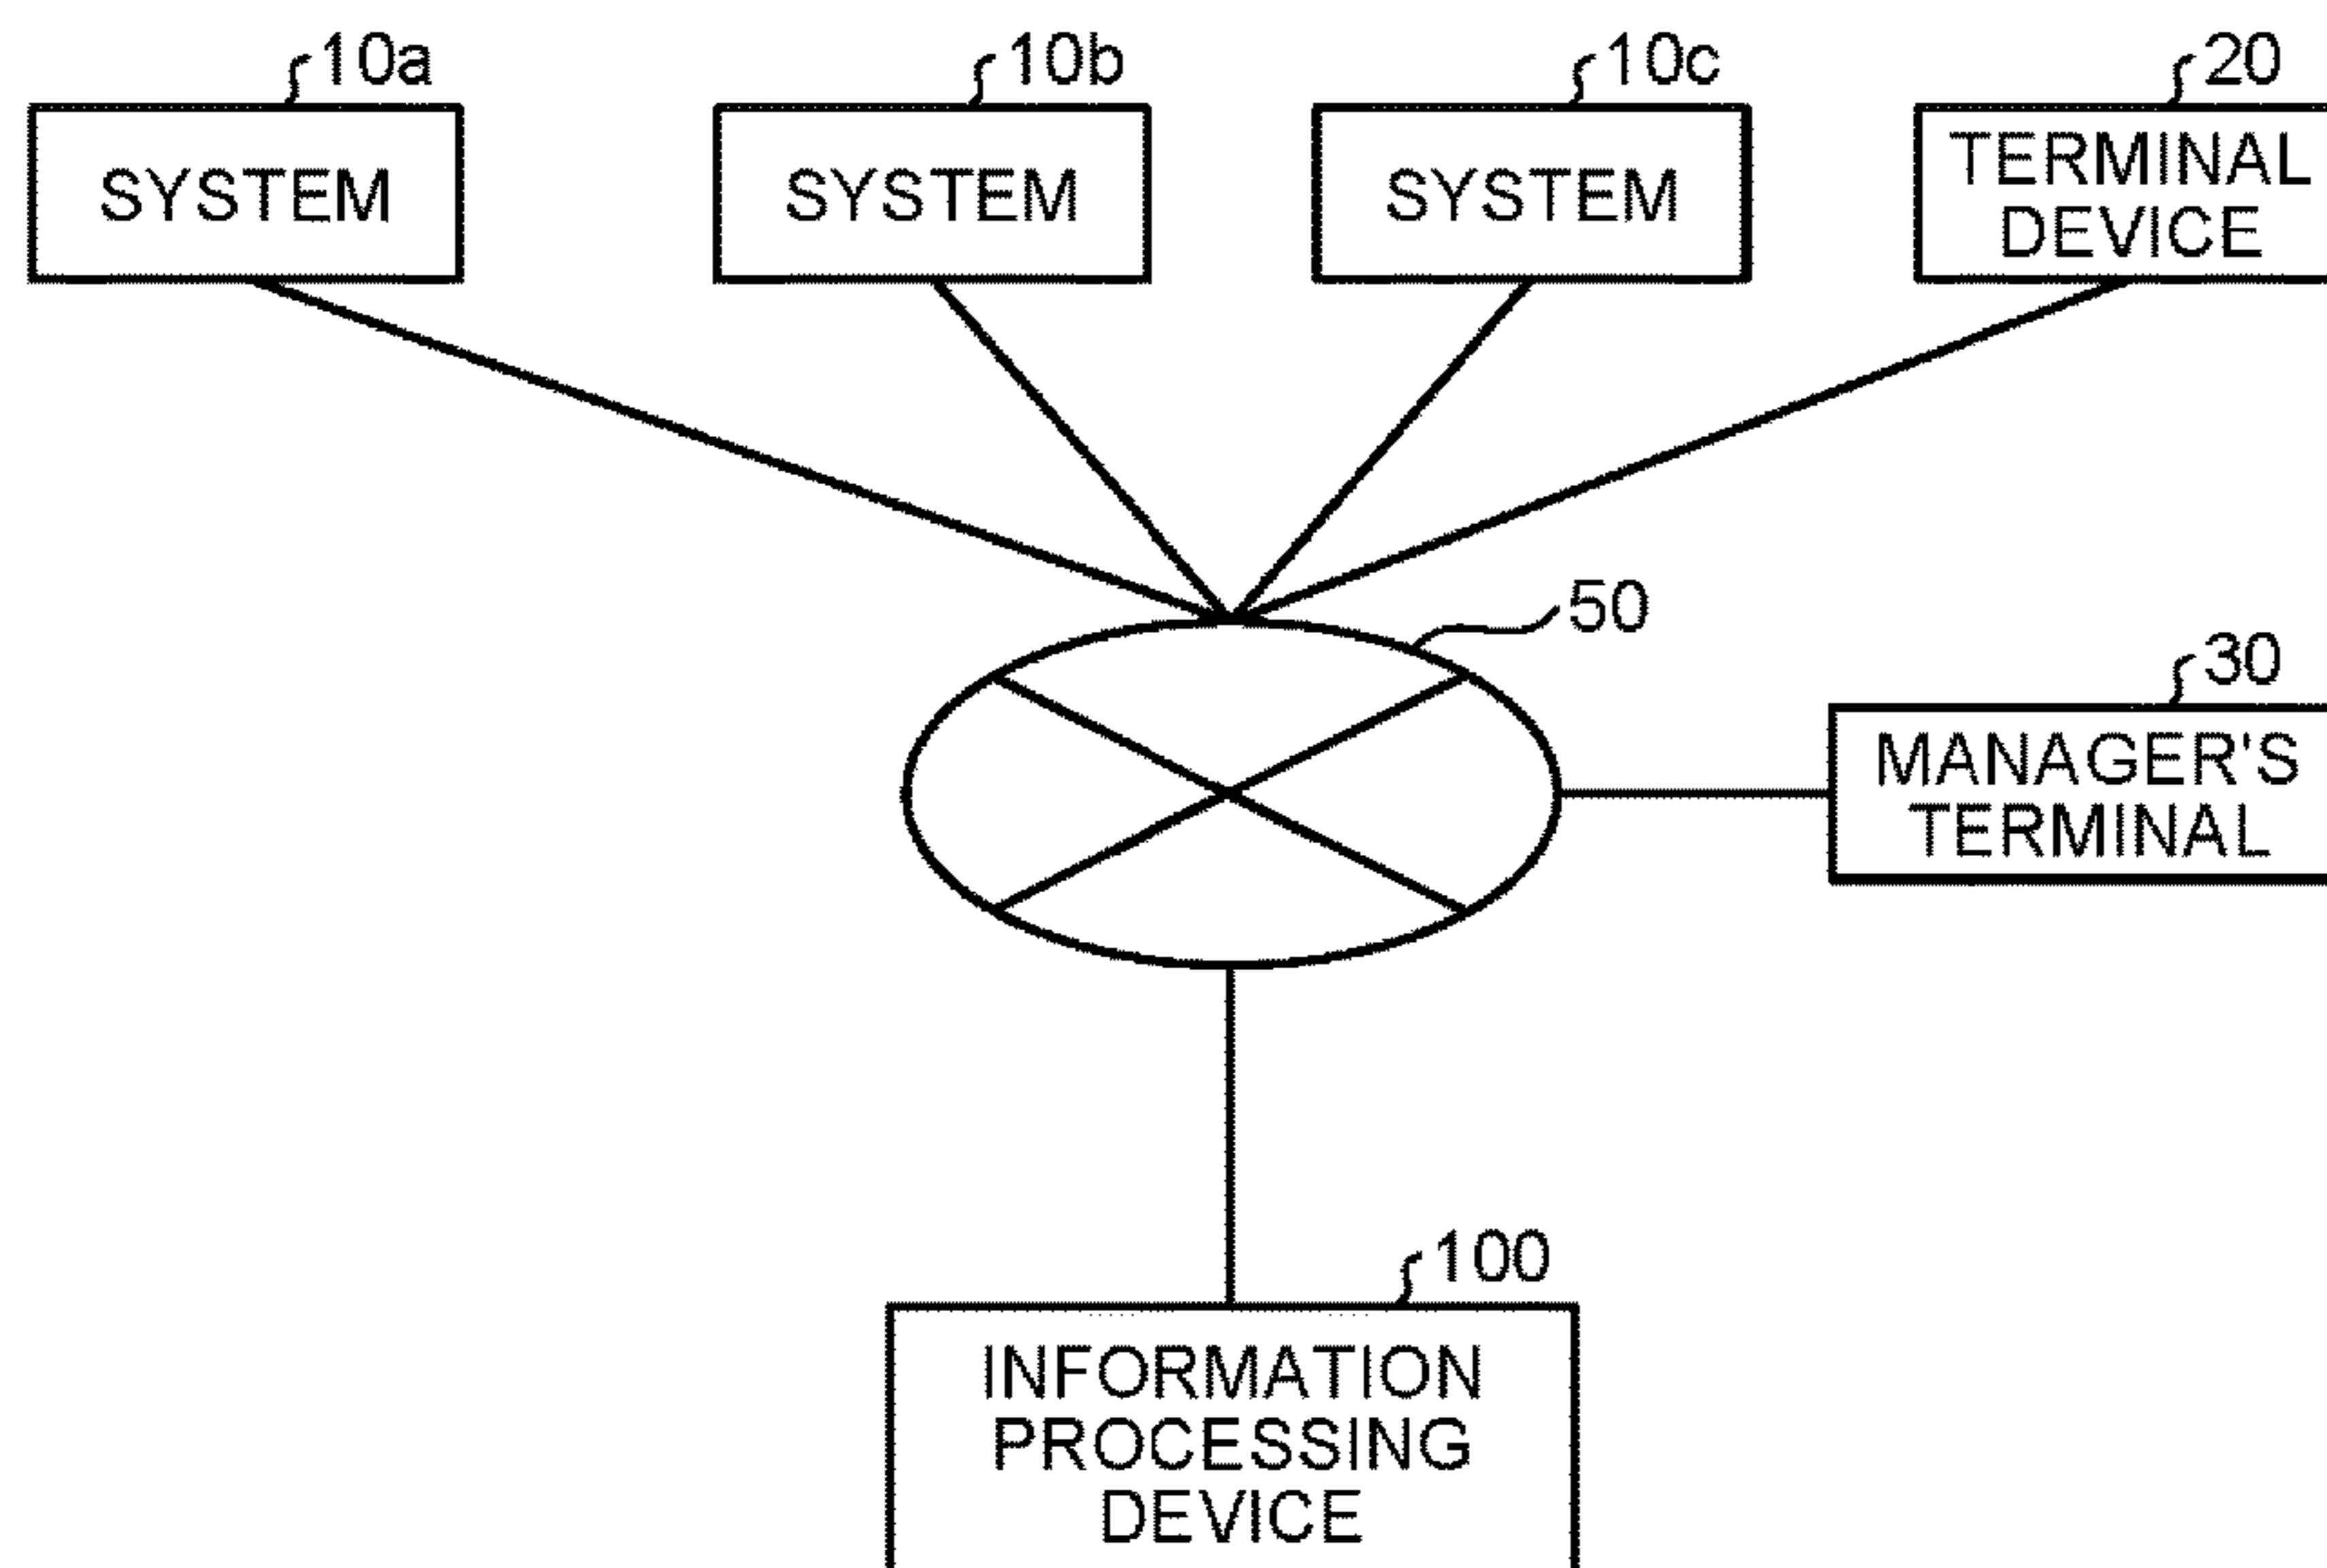 10a
10b
10c
20
SYSTEM
SYSTEM
SYSTEM
TERMINAL
DEVICE
50
30
MANAGER'S
TERMINAL
100
INFORMATION
PROCESSING
DEVICE